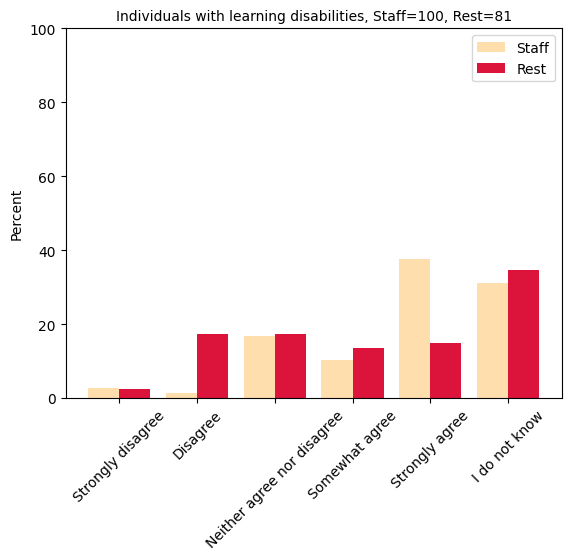 Individuals with learning disabilities, Staff=100, Rest=81
100
80
60
40
20
0
Percent
Staff
Rest
Strongly disagree
Disagree
Neither agree nor disagree
Somewhat agree
Strongly agree
I do not know